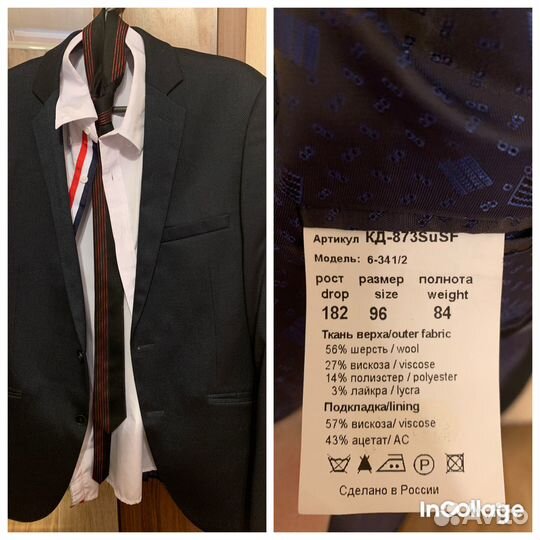 Артикул КД-873SuSF
Модель: 6-341/2
рост размер полнота
drop size weight
182 96 84
Ткань верха/outer fabric
56% шерсть / wool
27% вискоза / viscose
14% полиэстер / polyester
3% лайкра / lycra
Подкладка/lining
57% вискоза/ viscose
43% ацетат/ AC
P
Сделано в России
InCollage
Avito